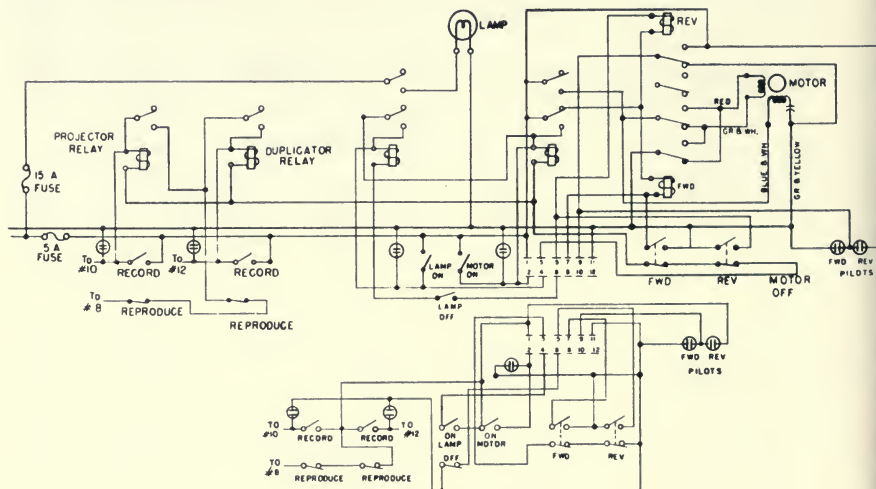 REV
LAMP
MOTOR
RED
GR & WH.
PROJECTOR
RELAY
DUPLICATOR
RELAY
15 A
FUSE
FWD
BLUE & WH
GR & YELLOW
5 A
FUSE
TO
#10
RECORD
TO
#12
RECORD
LAMP
ON
MOTOR
ON
1 3 5 7 9 11
2 4 6 8 10 12
FWD
REV
MOTOR
OFF
FWD REV
PILOTS
TO
#8
REPRODUCE
REPRODUCE
LAMP
OFF
1 3 5 7 9 11
2 4 6 8 10 12
FWD REV
PILOTS
TO
#10
RECORD
RECORD
TO
#12
ON
LAMP
ON
MOTOR
FWD
REV
TO
#8
REPRODUCE
REPRODUCE
OFF